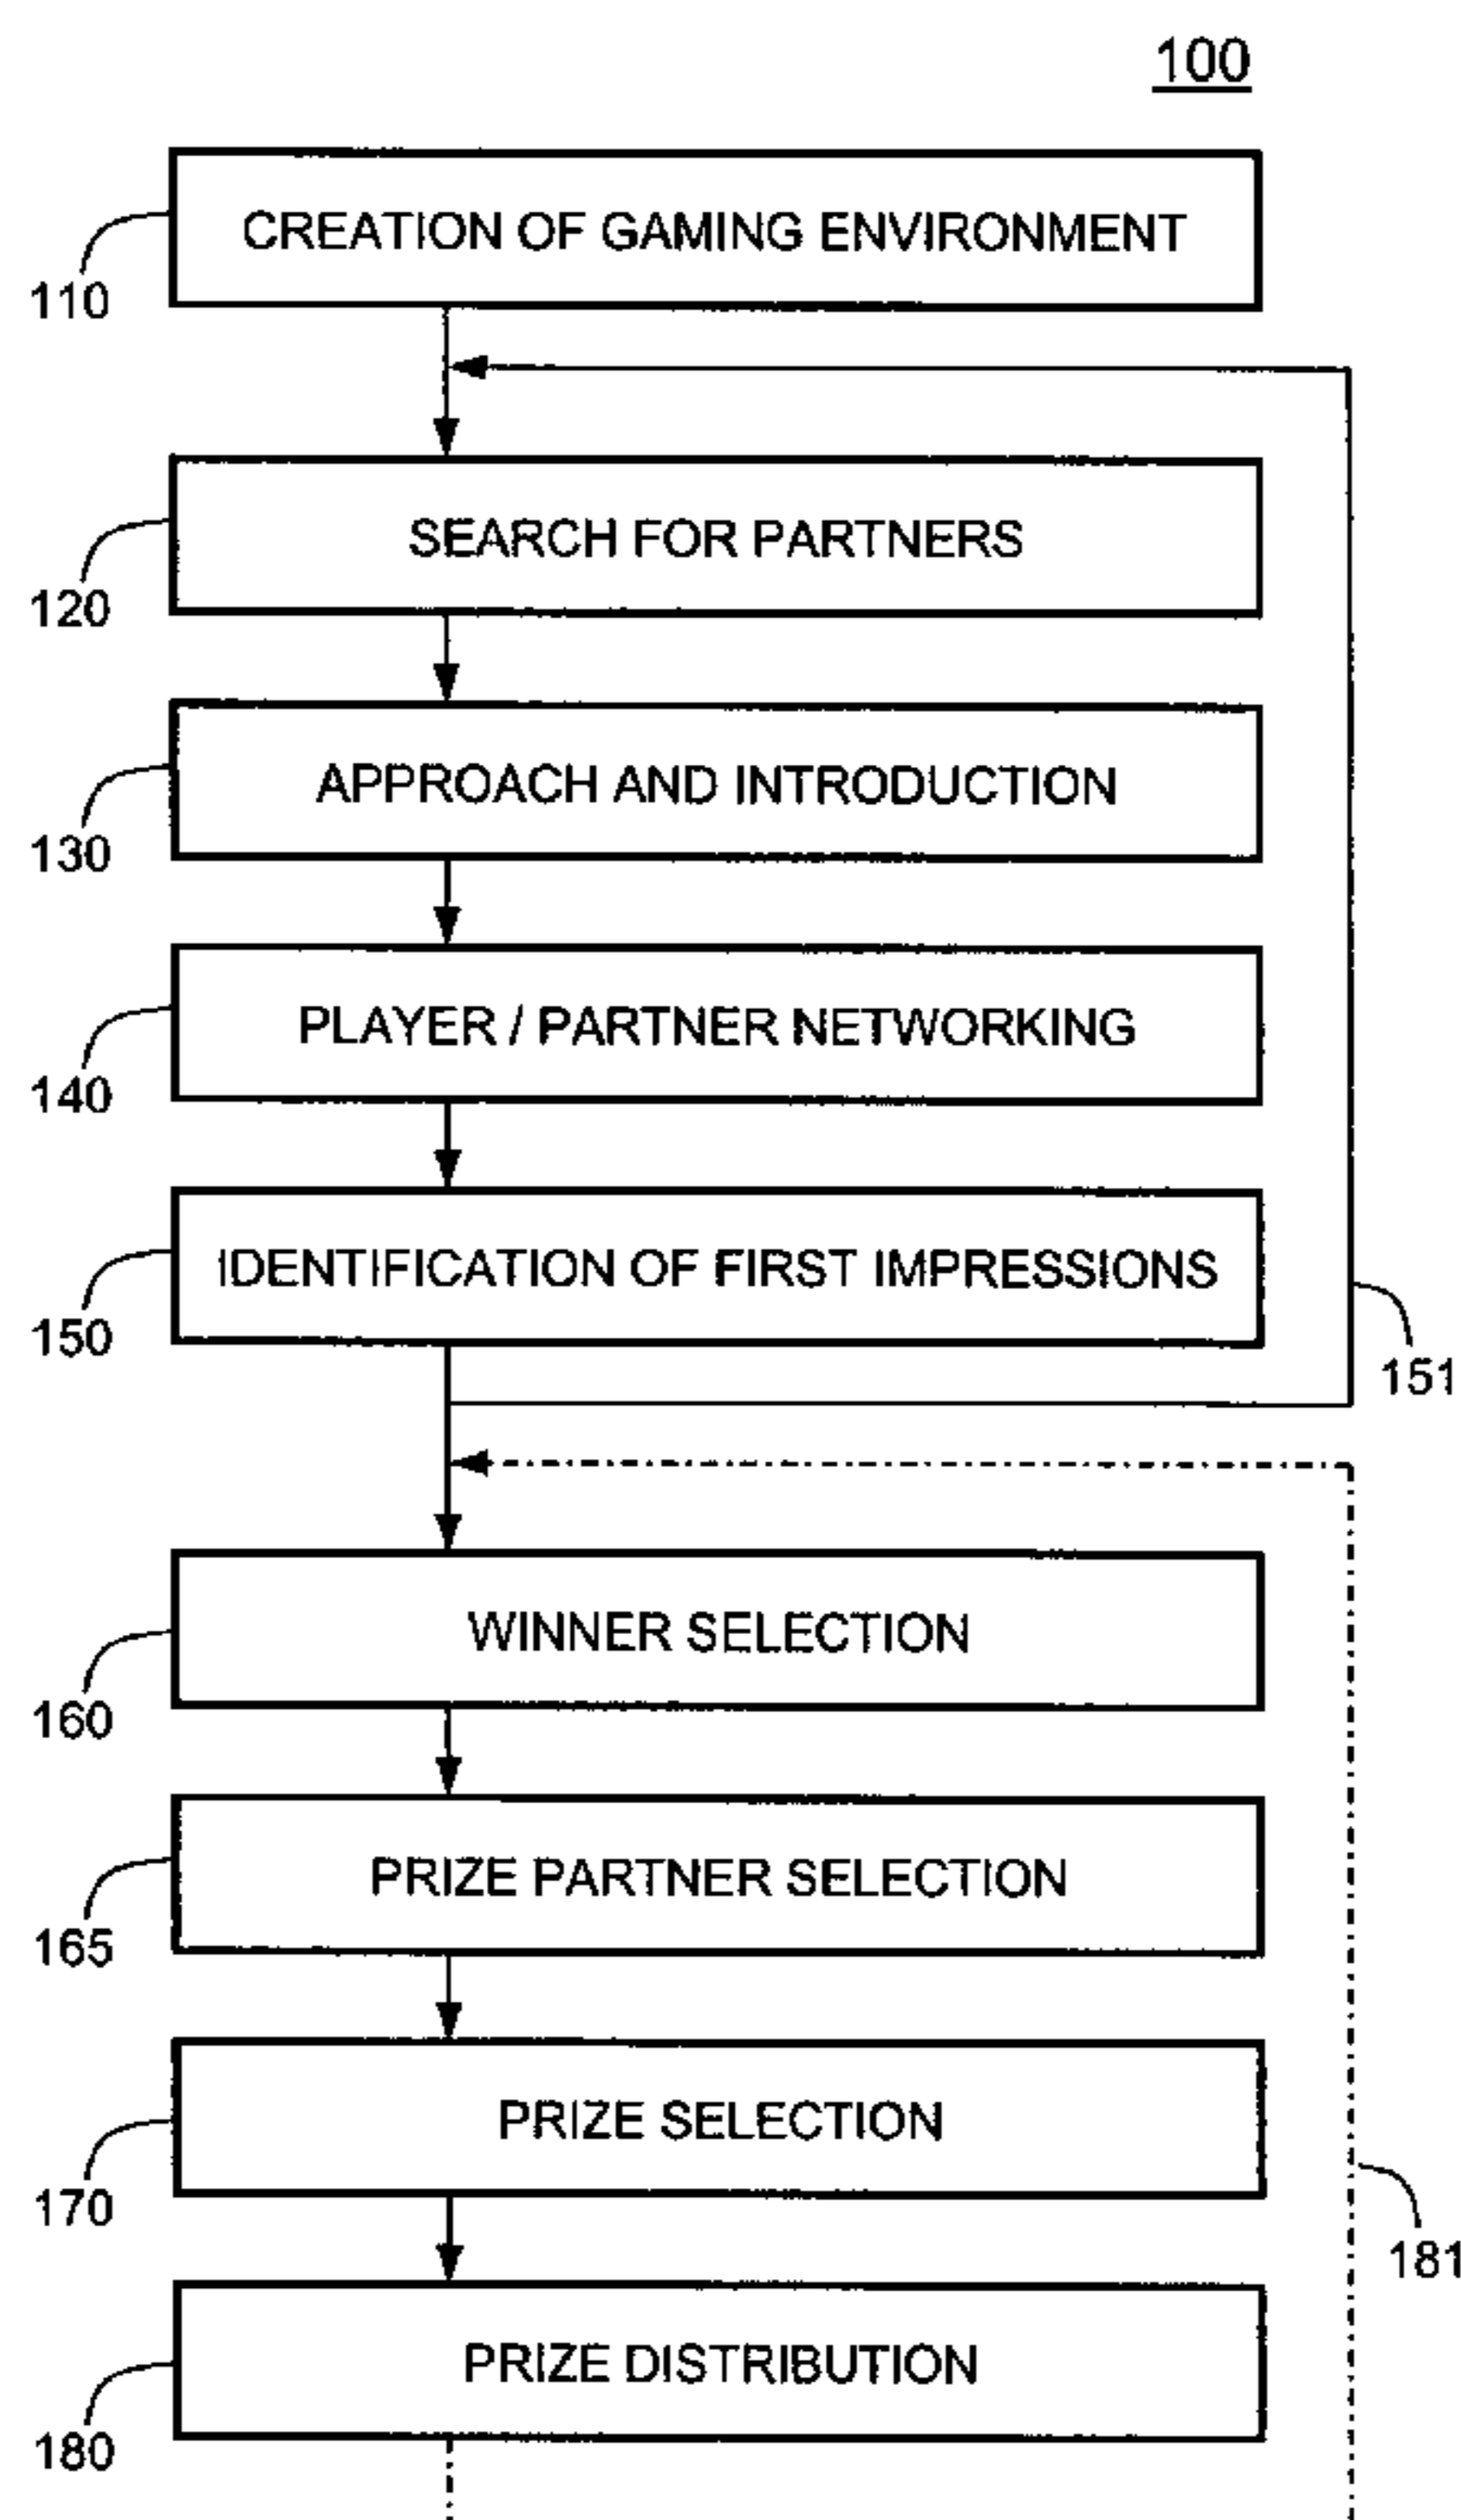 100
CREATION OF GAMING ENVIRONMENT
110
SEARCH FOR PARTNERS
120
APPROACH AND INTRODUCTION
130
PLAYER / PARTNER NETWORKING
140
IDENTIFICATION OF FIRST IMPRESSIONS
150
151
WINNER SELECTION
160
PRIZE PARTNER SELECTION
165
PRIZE SELECTION
170
181
PRIZE DISTRIBUTION
180